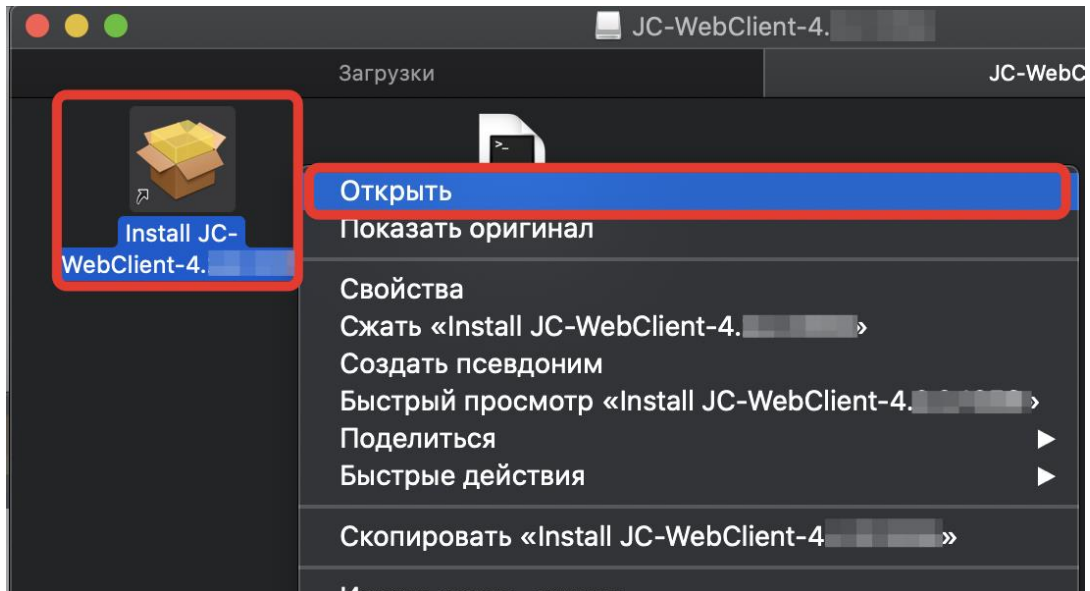 JC-WebClient-4.
Загрузки
JC-WebC
>_
Install JC-
WebClient-4.
Открыть
Показать оригинал
Свойства
Сжать «Install JC-WebClient-4. »
Создать псевдоним
Быстрый просмотр «Install JC-WebClient-4. »
Поделиться
Быстрые действия
Скопировать «Install JC-WebClient-4 »